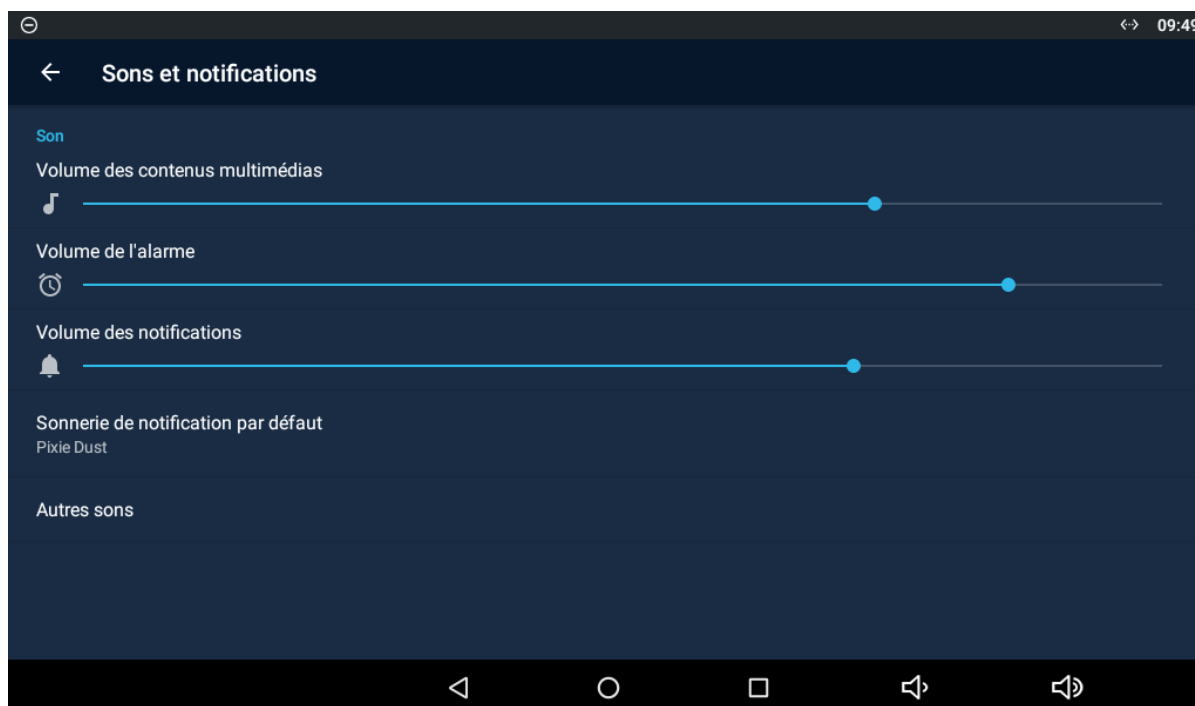 09:49
Sons et notifications
Son
Volume des contenus multimédias
Volume de l'alarme
Volume des notifications
Sonnerie de notification par défaut
Pixie Dust
Autres sons